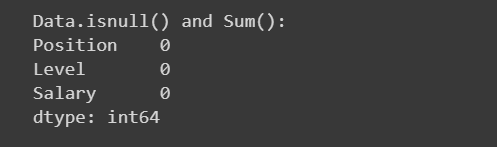 Data.isnull() and Sum():
Position    0
Level       0
Salary      0
dtype: int64